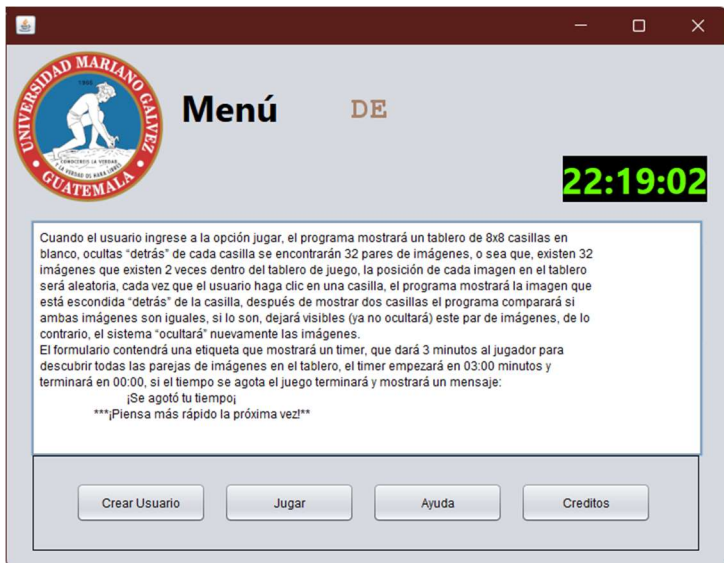 UNIVERSIDAD MARIANO GALVEZ
GUATEMALA
CONOCEREIS LA VERDAD
Menú
DE
22:19:02
Cuando el usuario ingrese a la opción jugar, el programa mostrará un tablero de 8x8 casillas en
blanco, ocultas “detrás” de cada casilla se encontrarán 32 pares de imágenes, o sea que, existen 32
imágenes que existen 2 veces dentro del tablero de juego, la posición de cada imagen en el tablero
será aleatoria, cada vez que el usuario haga clic en una casilla, el programa mostrará la imagen que
está escondida “detrás” de la casilla, después de mostrar dos casillas el programa comparará si
ambas imágenes son iguales, si lo son, dejará visibles (ya no ocultará) este par de imágenes, de lo
contrario, el sistema “ocultará” nuevamente las imágenes.
El formulario contendrá una etiqueta que mostrará un timer, que dará 3 minutos al jugador para
descubrir todas las parejas de imágenes en el tablero, el timer empezará en 03:00 minutos y
terminará en 00:00, si el tiempo se agota el juego terminará y mostrará un mensaje:
¡Se agotó tu tiempo¡
***¡Piensa más rápido la próxima vez!**
Crear Usuario
Jugar
Ayuda
Creditos